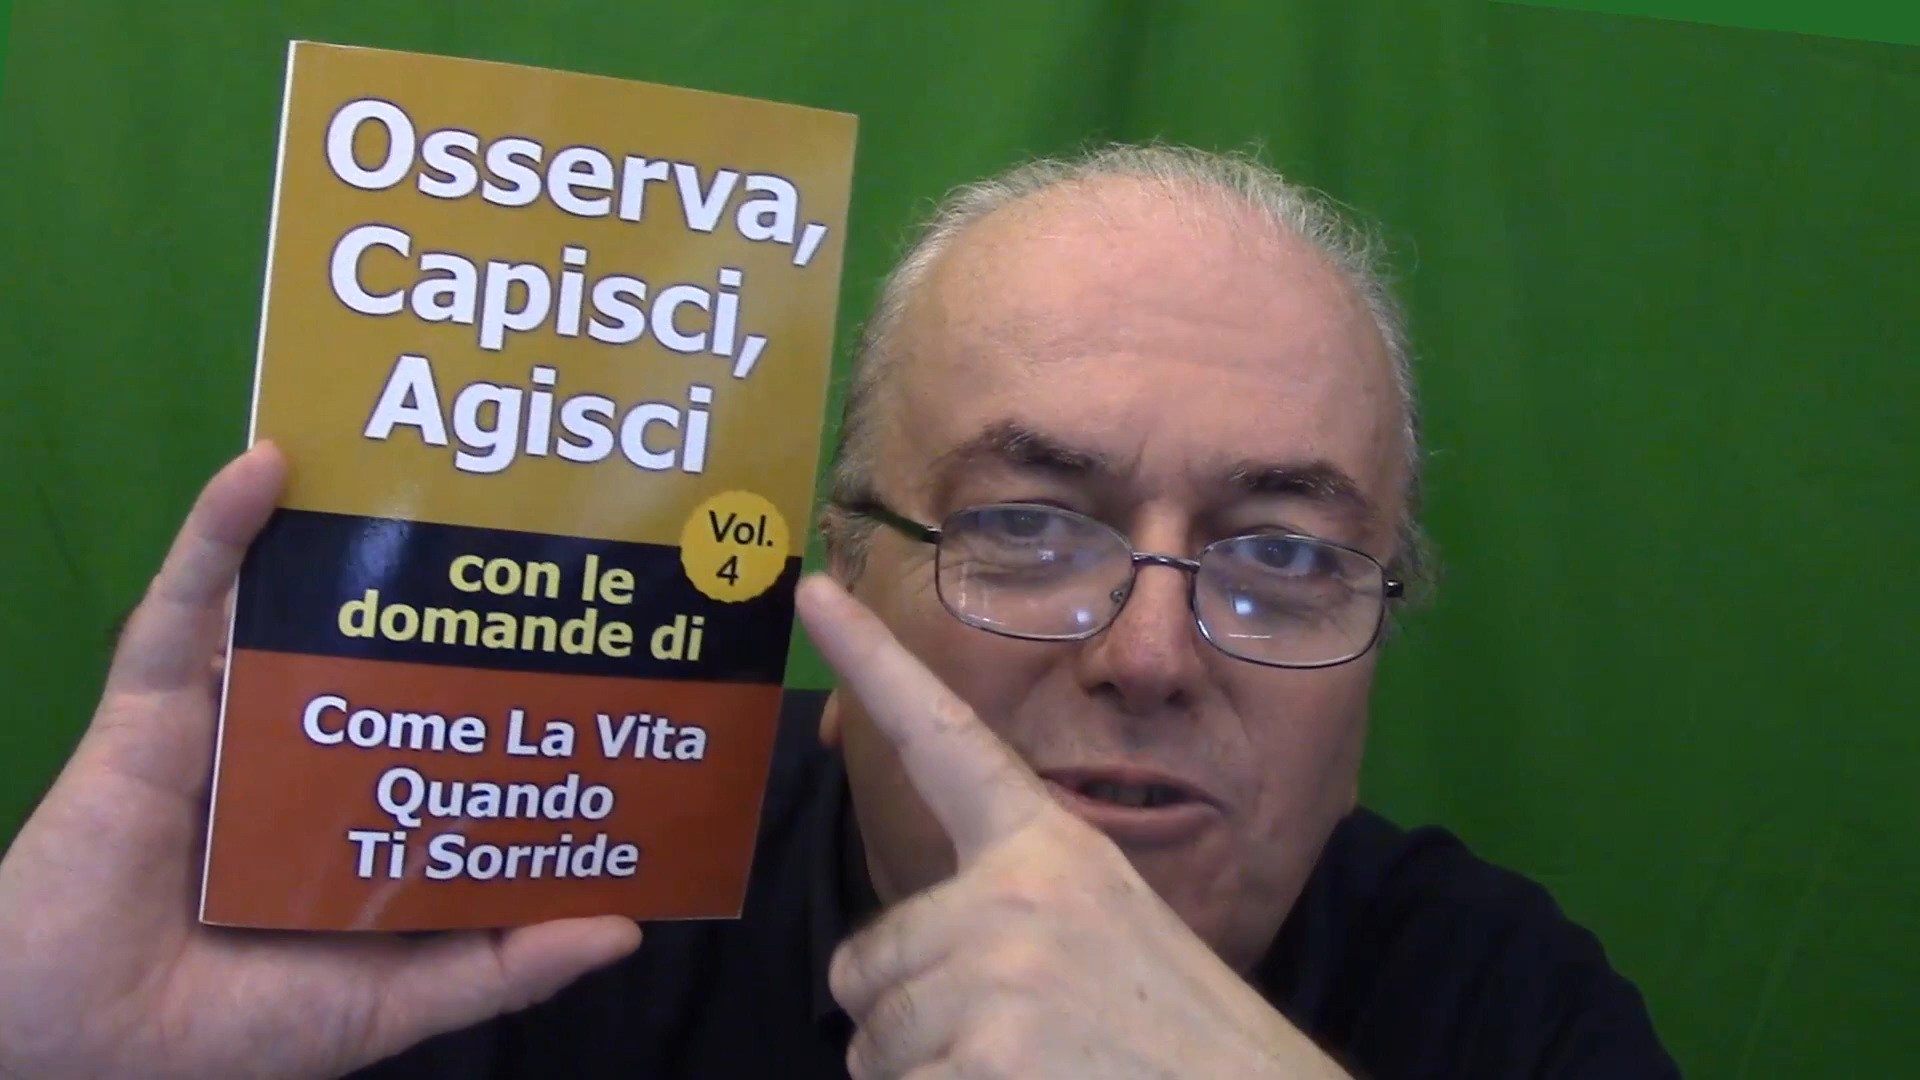 Osserva,
Capisci,
Agisci
Vol.
4
con le
domande di
Come La Vita
Quando
Ti Sorride